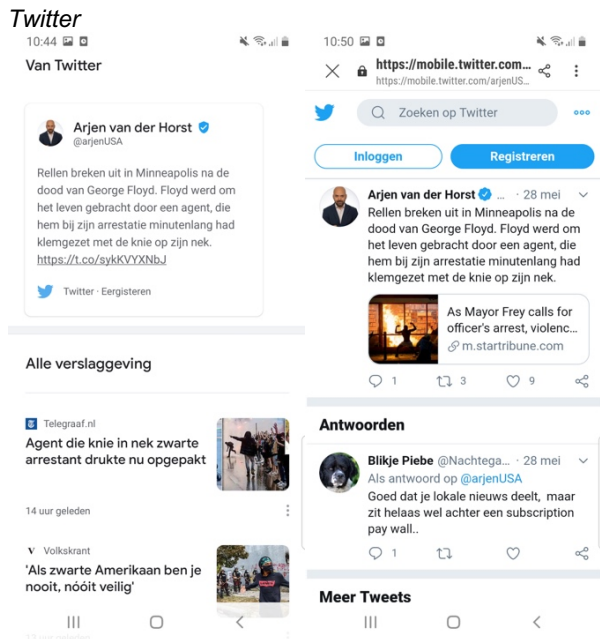 Twitter
10:44
Van Twitter
Arjen van der Horst
@arjenUSA
Rellen breken uit in Minneapolis na de
dood van George Floyd. Floyd werd om
het leven gebracht door een agent, die
hem bij zijn arrestatie minutenlang had
klemgezet met de knie op zijn nek.
https://t.co/sykKVYXNbJ
Twitter · Eergisteren
Alle verslaggeving
Telegraaf.nl
Agent die knie in nek zwarte
arrestant drukte nu opgepakt
14 uur geleden
V Volkskrant
'Als zwarte Amerikaan ben je
nooit, nóóit veilig'
10:50
https://mobile.twitter.com...
https://mobile.twitter.com/arjenUS...
Zoeken op Twitter
Inloggen
Registreren
Arjen van der Horst ... · 28 mei
Rellen breken uit in Minneapolis na de
dood van George Floyd. Floyd werd om
het leven gebracht door een agent, die
hem bij zijn arrestatie minutenlang had
klemgezet met de knie op zijn nek.
As Mayor Frey calls for
officer's arrest, violenc...
m.startribune.com
1 3 9
Antwoorden
Blikje Piebe @Nachtega... · 28 mei
Als antwoord op @arjenUSA
Goed dat je lokale nieuws deelt, maar
zit helaas wel achter een subscription
pay wall..
1
Meer Tweets